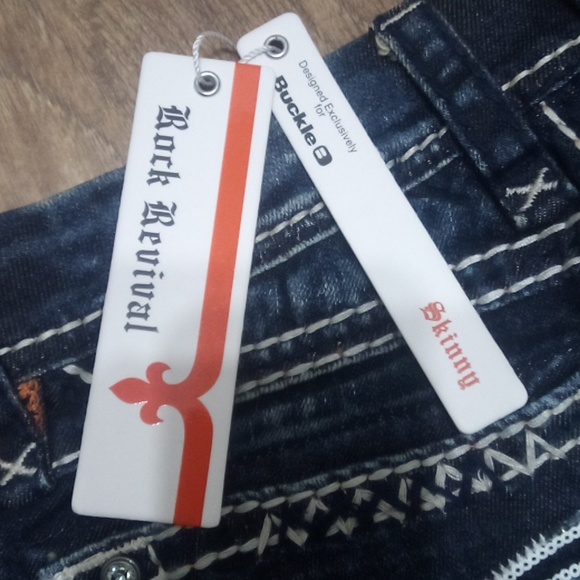 Rock Revival
Designed Exclusively
for
Buckle B
Skinny